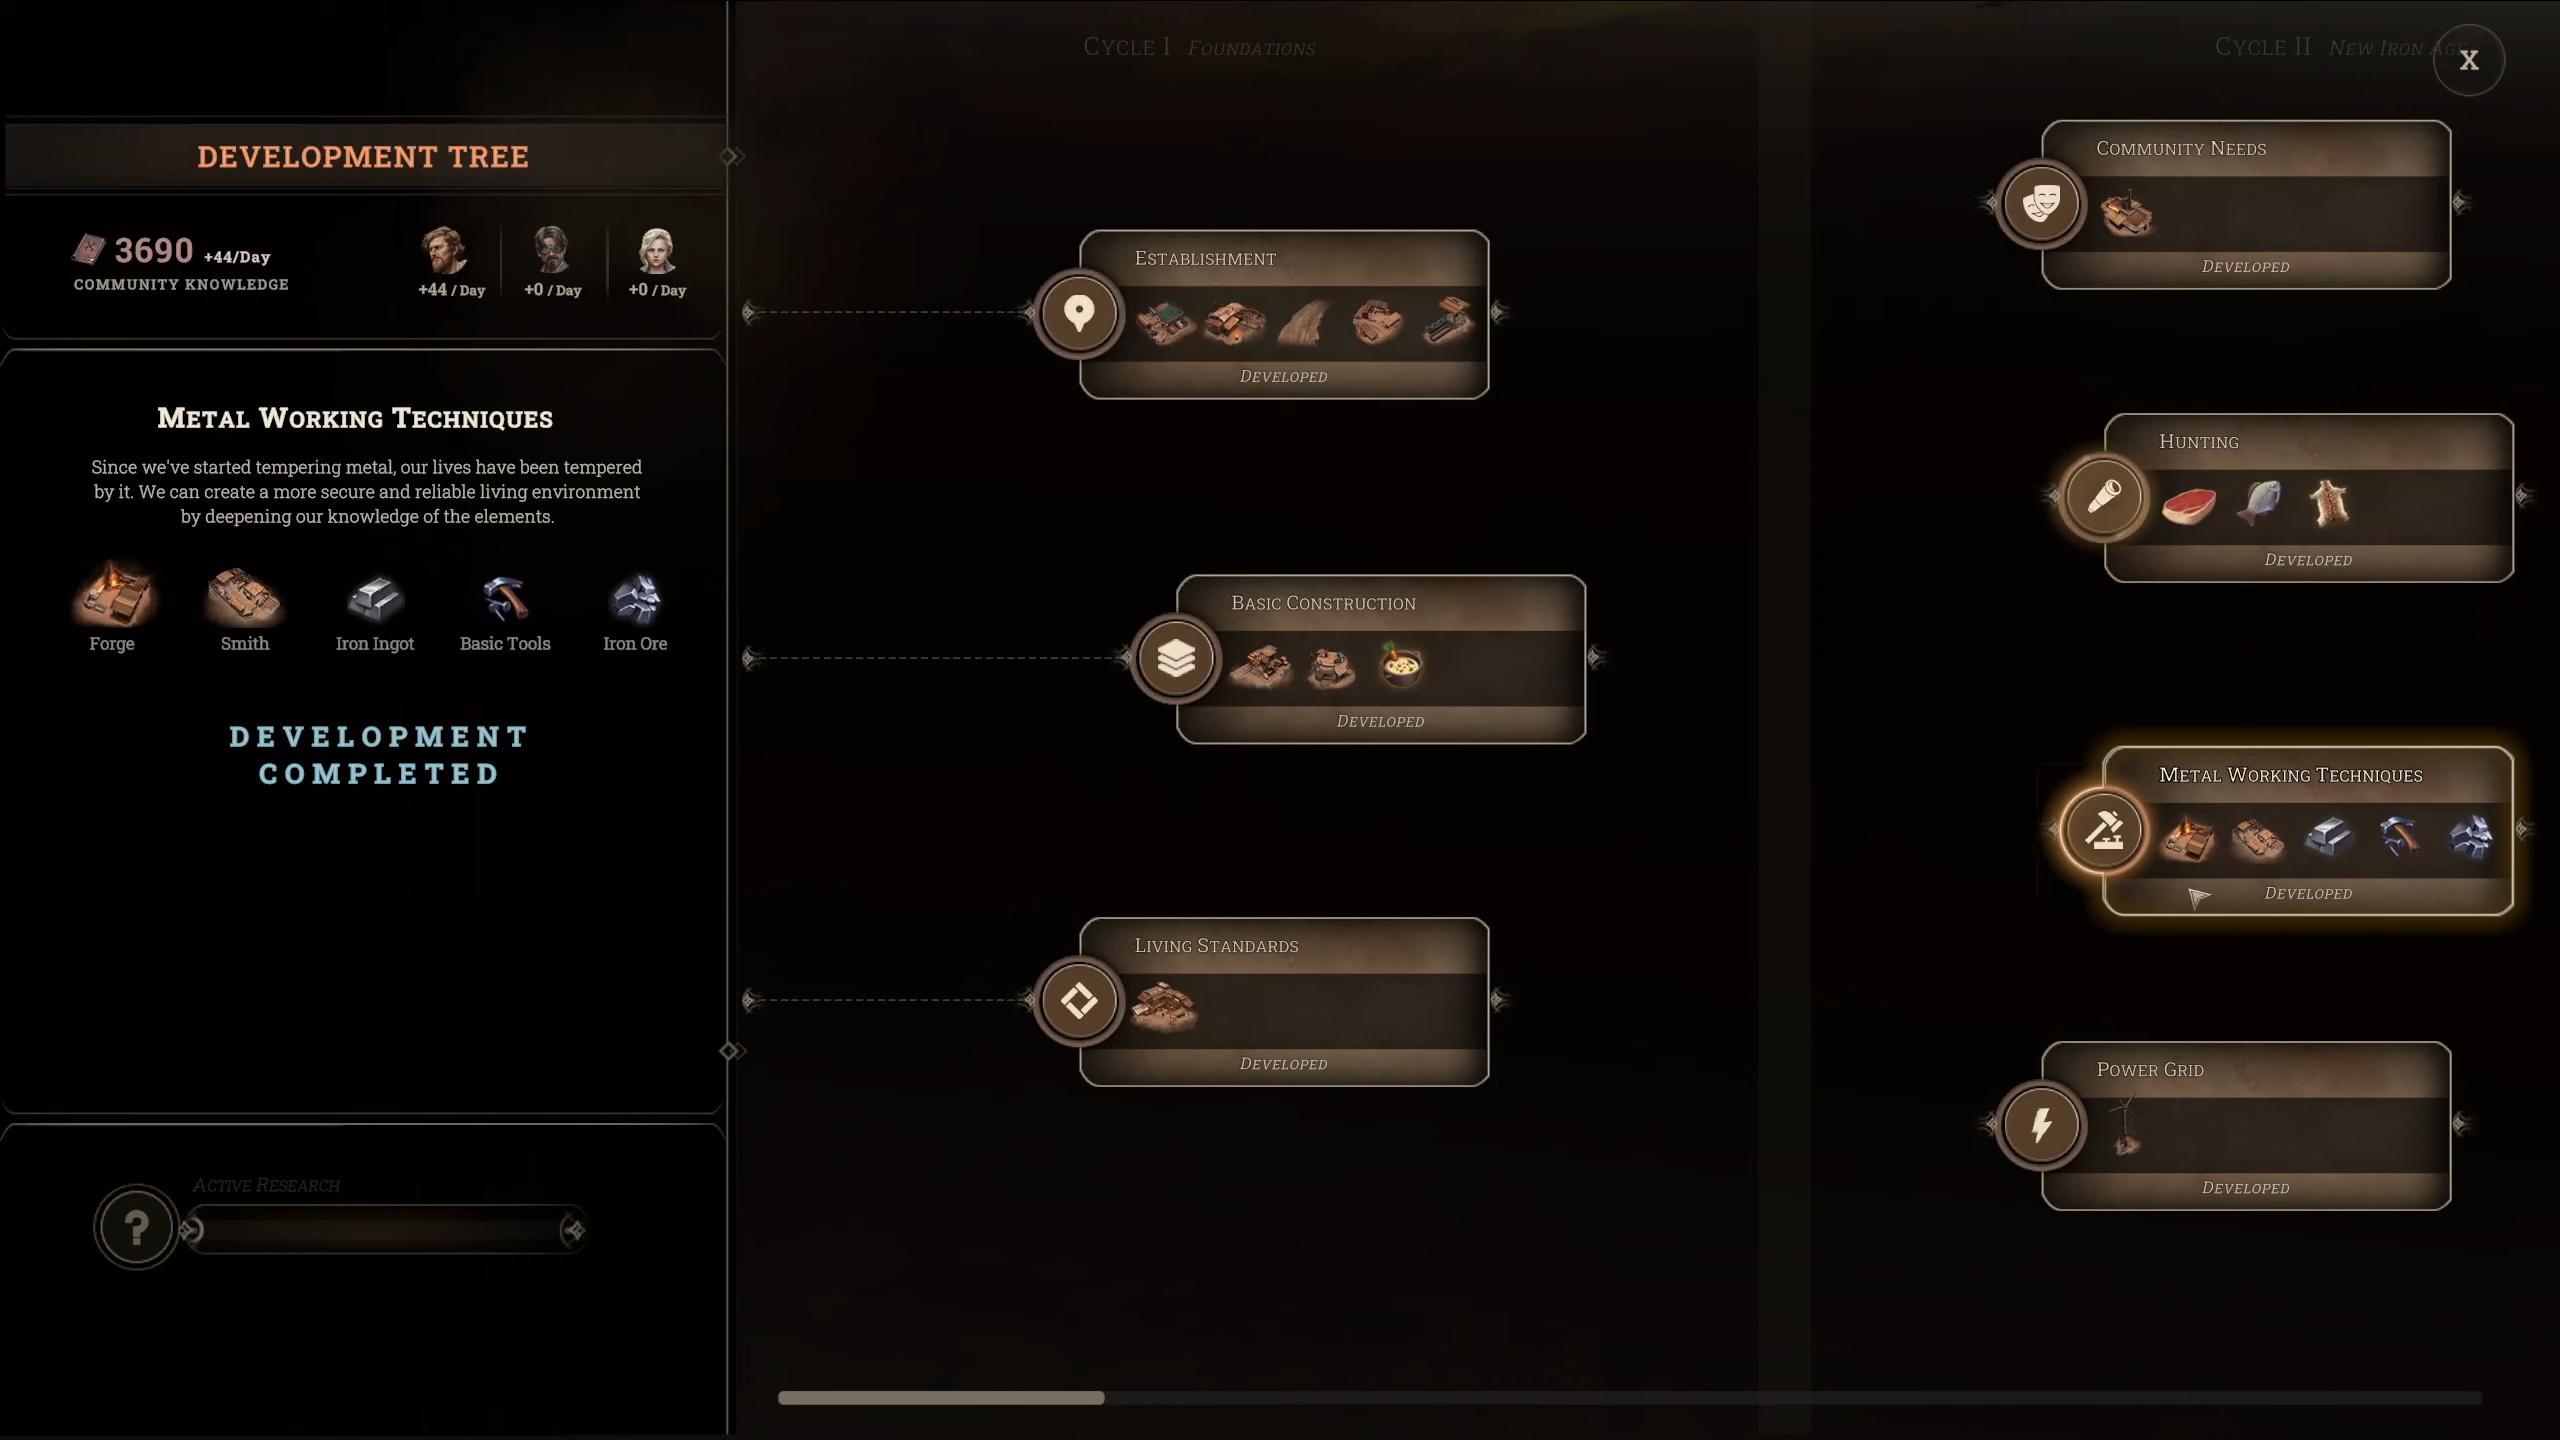 Cycle I Foundations
Cycle II New Iron Age
X
DEVELOPMENT TREE
3690 +44/Day
COMMUNITY KNOWLEDGE
+44 / Day
+0 / Day
+0 / Day
Metal Working Techniques
Since we've started tempering metal, our lives have been tempered
by it. We can create a more secure and reliable living environment
by deepening our knowledge of the elements.
Forge
Smith
Iron Ingot
Basic Tools
Iron Ore
DEVELOPMENT
COMPLETED
Active Research
?
Establishment
Developed
Basic Construction
Developed
Living Standards
Developed
Community Needs
Developed
Hunting
Developed
Metal Working Techniques
Developed
Power Grid
Developed